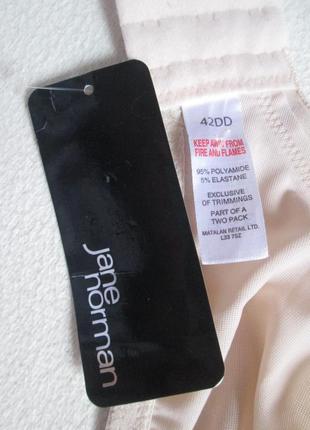 jane
norman
42DD
KEEP AWAY FROM
FIRE AND FLAMES
95% POLYAMIDE
5% ELASTANE
EXCLUSIVE
OF TRIMMINGS
PART OF A
TWO PACK
MATALAN RETAIL LTD.
L33 7SZ